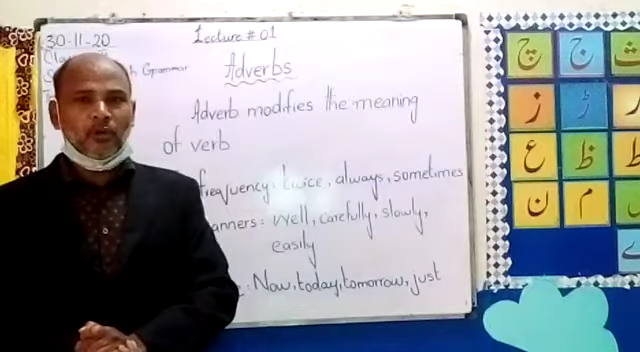 Lecture # 01
30-11-20
Grammar
Adverbs
Adverb modifies the meaning
of verb
frequency: twice, always, sometimes
anners: Well, carefully, slowly,
easily
: Now, today, tomorrow, just
چ ج ث
ز ڑ
ع ظ ط
ن م ل